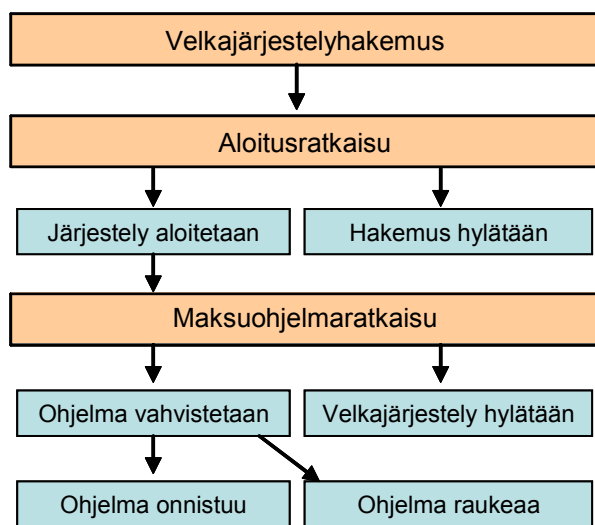 Velkajärjestelyhakemus
Aloitusratkaisu
Järjestely aloitetaan
Hakemus hylätään
Maksuohjelmaratkaisu
Ohjelma vahvistetaan
Velkajärjestely hylätään
Ohjelma onnistuu
Ohjelma raukeaa